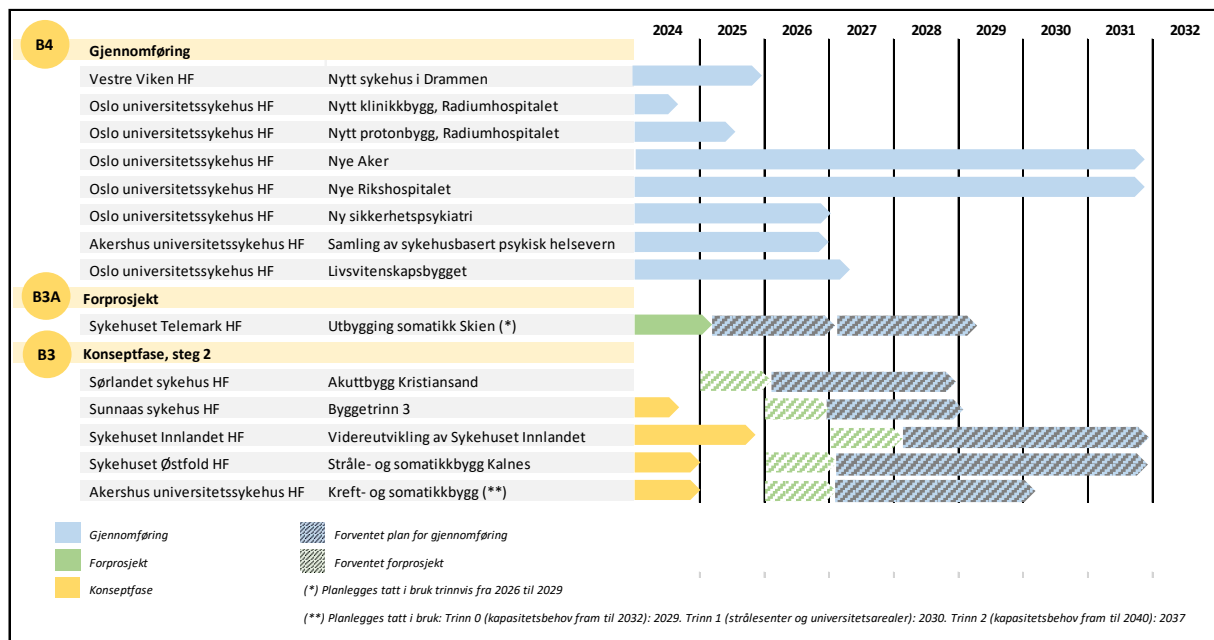 2024 2025 2026 2027 2028 2029 2030 2031 2032
B4 Gjennomføring
Vestre Viken HF Nytt sykehus i Drammen
Oslo universitetssykehus HF Nytt klinikkbygg, Radiumhospitalet
Oslo universitetssykehus HF Nytt protonbygg, Radiumhospitalet
Oslo universitetssykehus HF Nye Aker
Oslo universitetssykehus HF Nye Rikshospitalet
Oslo universitetssykehus HF Ny sikkerhetspsykiatri
Akershus universitetssykehus HF Samling av sykehusbasert psykisk helsevern
Oslo universitetssykehus HF Livsvitenskapsbygget
B3A Forprosjekt
Sykehuset Telemark HF Utbygging somatikk Skien (*)
B3 Konseptfase, steg 2
Sørlandet sykehus HF Akuttbygg Kristiansand
Sunnaas sykehus HF Byggetrinn 3
Sykehuset Innlandet HF Videreutvikling av Sykehuset Innlandet
Sykehuset Østfold HF Stråle- og somatikkbygg Kalnes
Akershus universitetssykehus HF Kreft- og somatikkbygg (**)
Gjennomføring Forventet plan for gjennomføring
Forprosjekt Forventet forprosjekt
Konseptfase (*) Planlegges tatt i bruk trinnvis fra 2026 til 2029
(**) Planlegges tatt i bruk: Trinn 0 (kapasitetsbehov fram til 2032): 2029. Trinn 1 (strålesenter og universitetsarealer): 2030. Trinn 2 (kapasitetsbehov fram til 2040): 2037